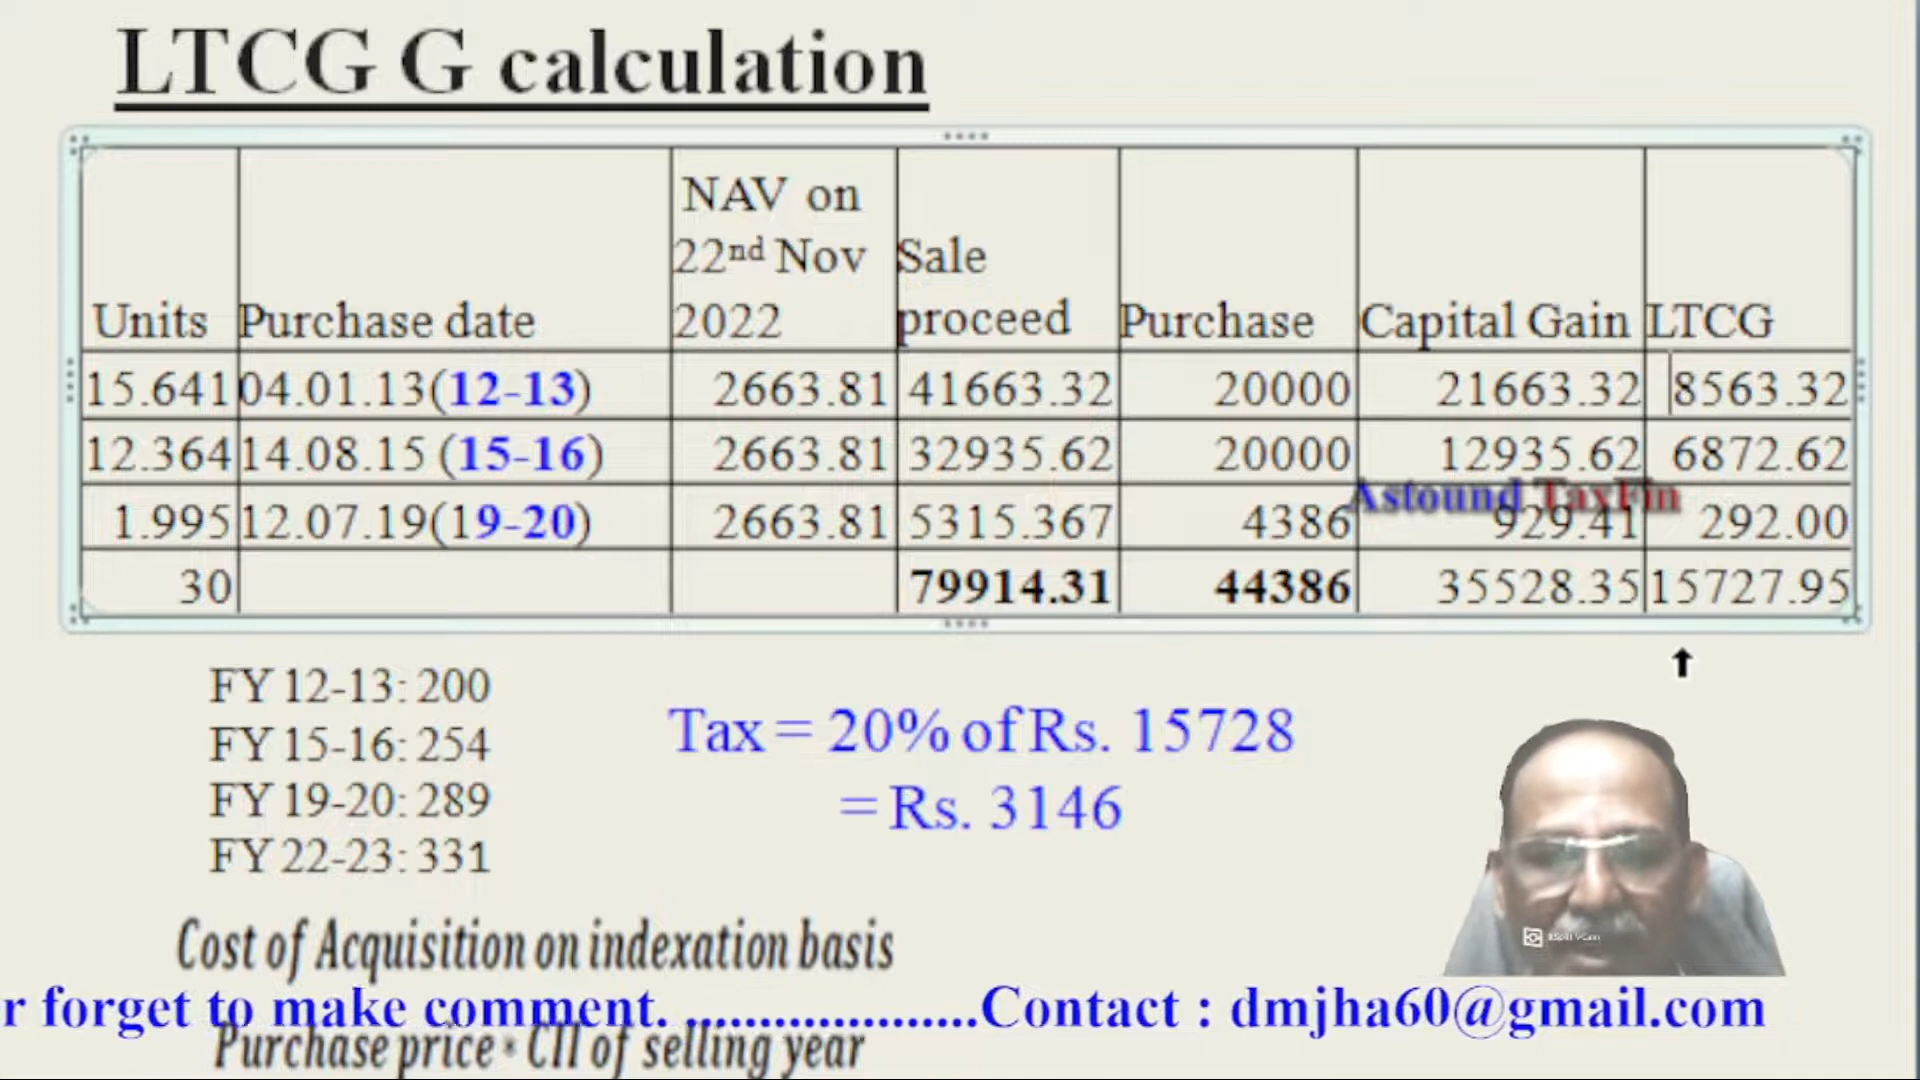 LTCG G calculation
Units Purchase date NAV on 22nd Nov 2022 Sale proceed Purchase Capital Gain LTCG
15.641 04.01.13(12-13) 2663.81 41663.32 20000 21663.32 8563.32
12.364 14.08.15 (15-16) 2663.81 32935.62 20000 12935.62 6872.62
Astound TaxFin
1.995 12.07.19(19-20) 2663.81 5315.367 4386 929.41 292.00
30 79914.31 44386 35528.35 15727.95
FY 12-13: 200
FY 15-16: 254
FY 19-20: 289
FY 22-23: 331
Tax = 20% of Rs. 15728
= Rs. 3146
Cost of Acquisition on indexation basis
r forget to make comment. ....................Contact : dmjha60@gmail.com
Purchase price * CII of selling year